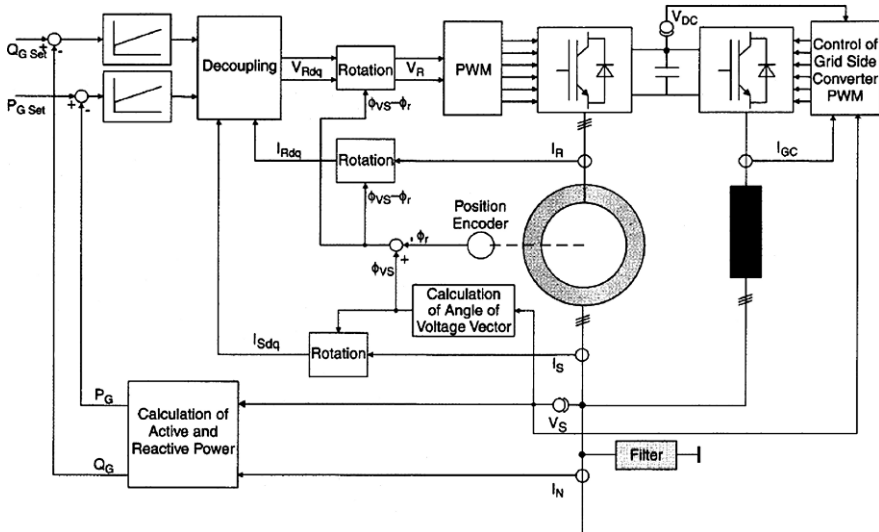 Q_G Set
+
-
P_G Set
+
-
Decoupling
V_Rdq
Rotation
V_R
PWM
V_DC
Control of
Grid Side
Converter
PWM
ϕ_VS–ϕ_r
I_Rdq
Rotation
I_R
I_GC
ϕ_VS–ϕ_r
Position
Encoder
- ϕ_r
+
ϕ_VS
Calculation
of Angle of
Voltage Vector
I_Sdq
Rotation
I_S
P_G
Calculation of
Active and
Reactive Power
V_S
Filter
Q_G
I_N